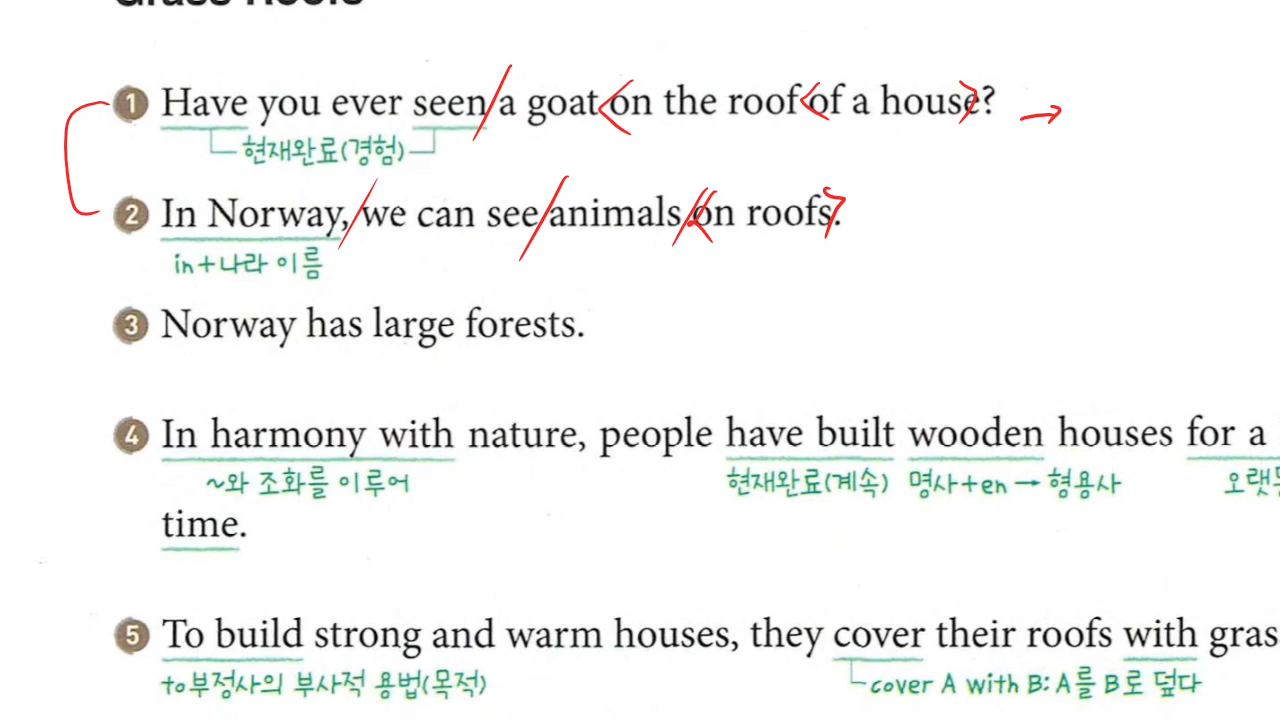 ① Have you ever seen a goat on the roof of a house?
현재완료(경험)
② In Norway, we can see animals on roofs.
in+나라 이름
③ Norway has large forests.
④ In harmony with nature, people have built wooden houses for a
~와 조화를 이루어 현재완료(계속) 명사+en → 형용사
time.
⑤ To build strong and warm houses, they cover their roofs with
to부정사의 부사적 용법(목적) cover A with B: A를 B로 덮다